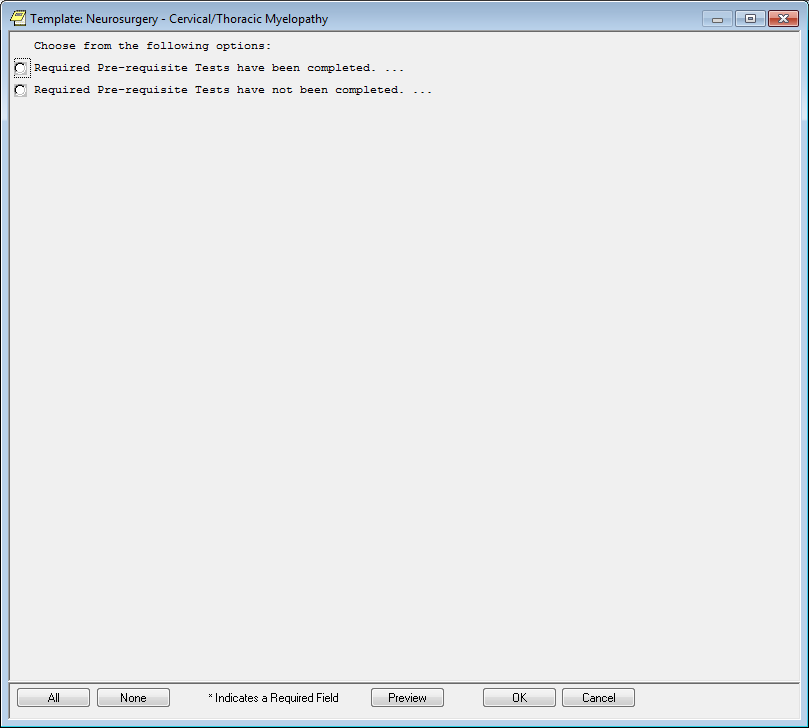 Template: Neurosurgery - Cervical/Thoracic Myelopathy
Choose from the following options:
Required Pre-requisite Tests have been completed. ...
Required Pre-requisite Tests have not been completed. ...
All None * Indicates a Required Field Preview OK Cancel